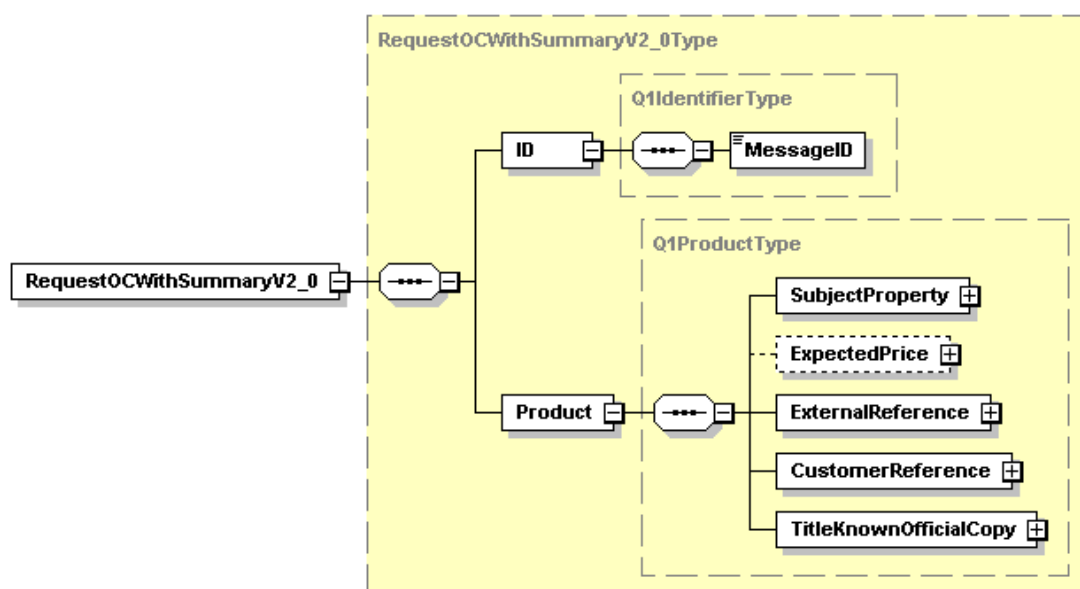 RequestOCWithSummaryV2_0Type
Q1IdentifierType
ID
MessageID
Q1ProductType
RequestOCWithSummaryV2_0
SubjectProperty
ExpectedPrice
Product
ExternalReference
CustomerReference
TitleKnownOfficialCopy